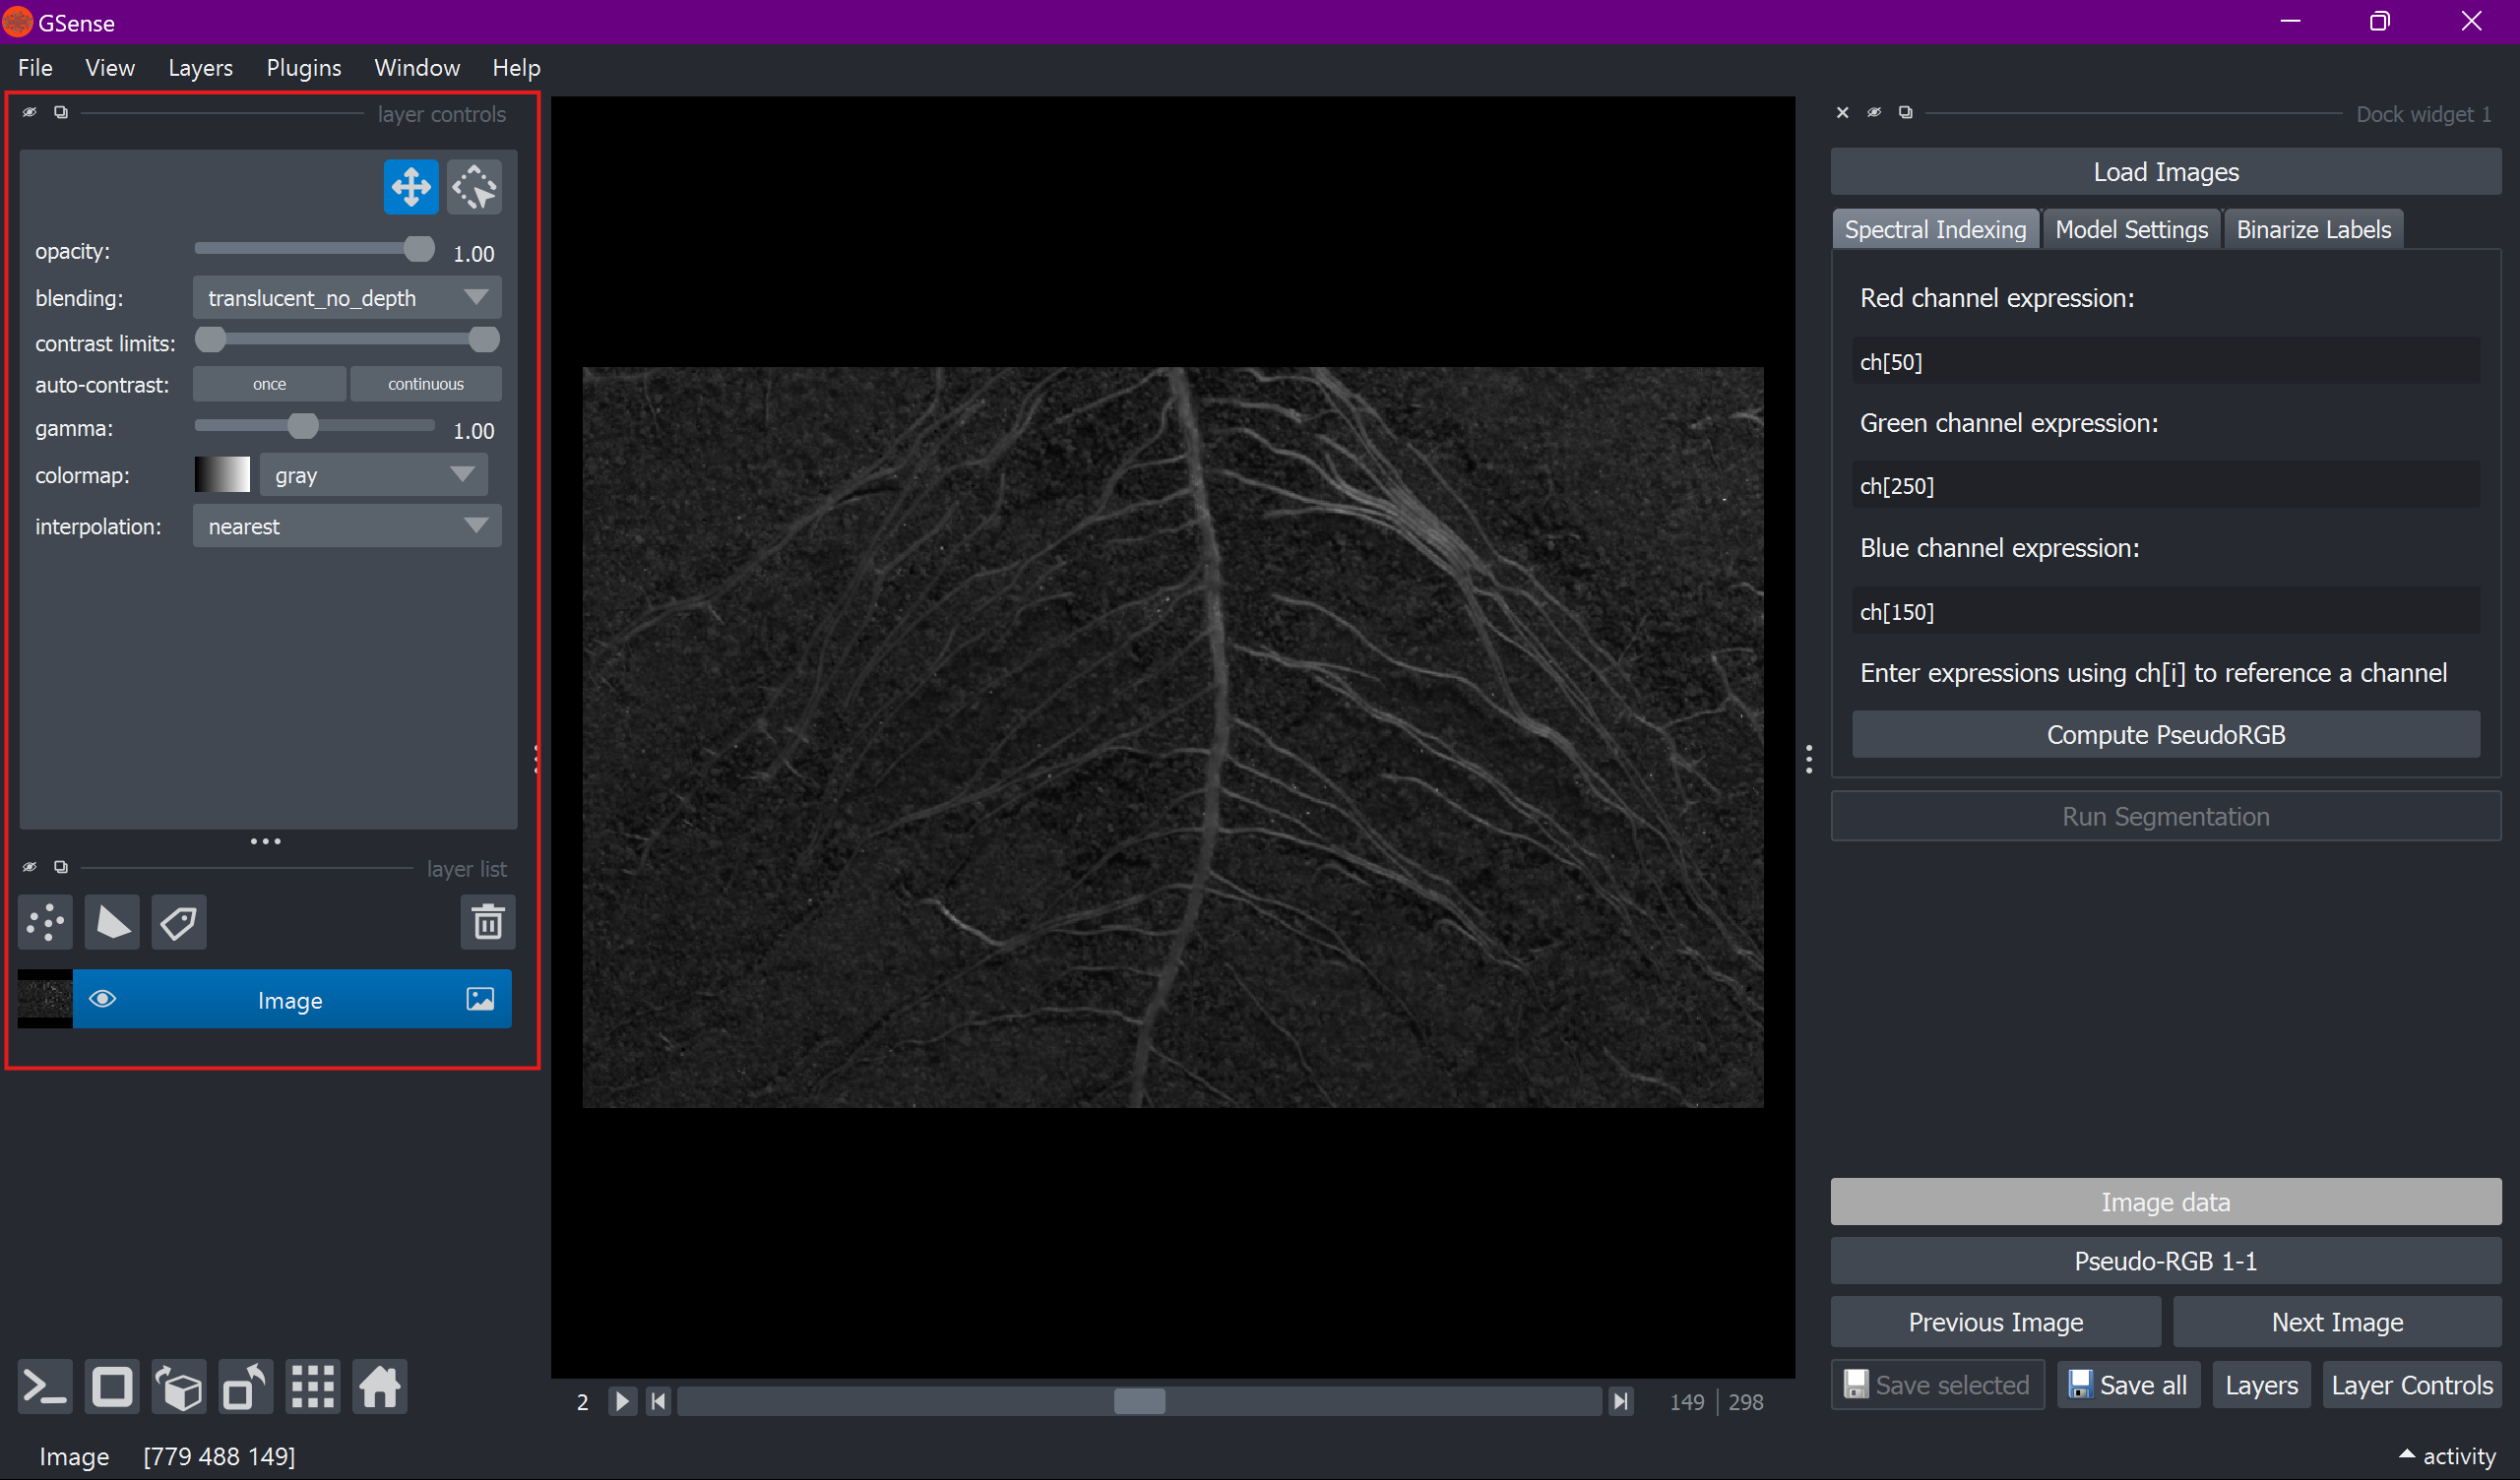 GSense
File View Layers Plugins Window Help
layer controls
opacity: 1.00
blending: translucent_no_depth
contrast limits:
auto-contrast: once continuous
gamma: 1.00
colormap: gray
interpolation: nearest
layer list
Image
2 149 298
Image [779 488 149]
Dock widget 1
Load Images
Spectral Indexing Model Settings Binarize Labels
Red channel expression:
ch[50]
Green channel expression:
ch[250]
Blue channel expression:
ch[150]
Enter expressions using ch[i] to reference a channel
Compute PseudoRGB
Run Segmentation
Image data
Pseudo-RGB 1-1
Previous Image Next Image
Save selected Save all Layers Layer Controls
activity